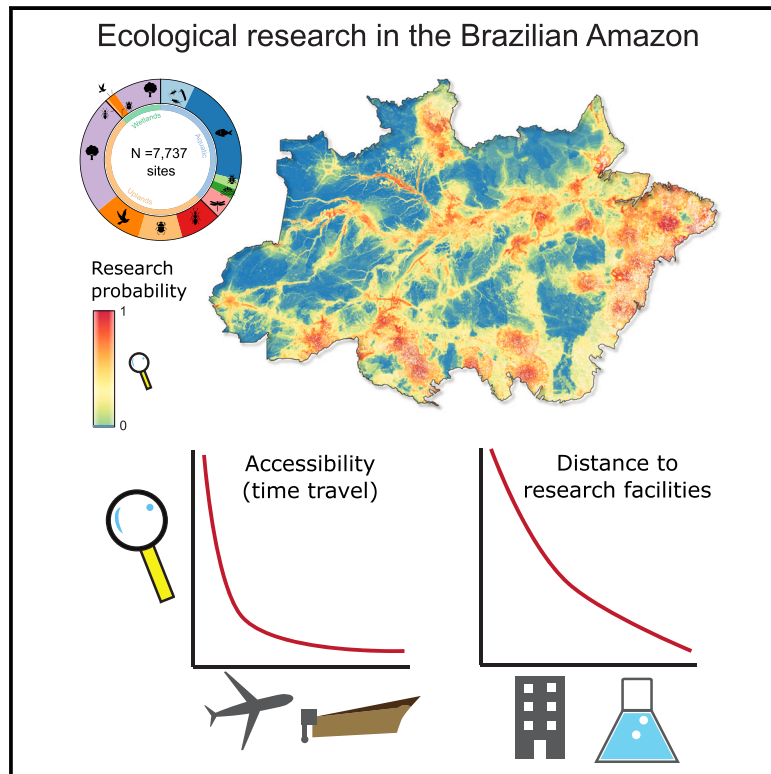 Ecological research in the Brazilian Amazon
Wetlands
Aquatic
Uplands
N =7,737
sites
Research
probability
1
0
Accessibility
(time travel)
Distance to
research facilities